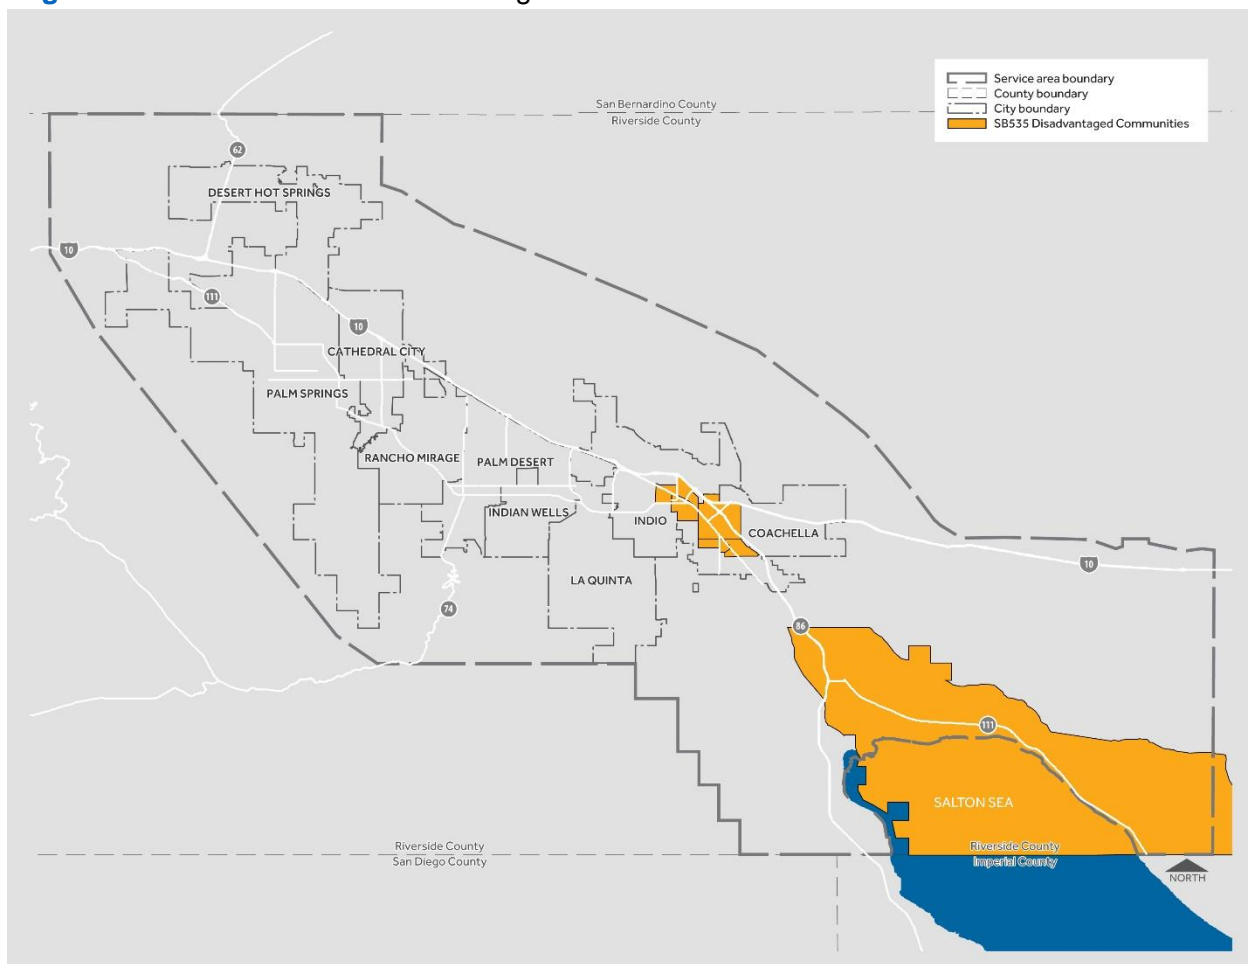 g
g
Service area boundary
County boundary
City boundary
SB535 Disadvantaged Communities
San Bernardino County
Riverside County
62
DESERT HOT SPRINGS
10
111
10
CATHEDRAL CITY
PALM SPRINGS
RANCHO MIRAGE
PALM DESERT
INDIAN WELLS
INDIO
COACHELLA
10
LA QUINTA
74
86
111
SALTON SEA
Riverside County
San Diego County
Riverside County
Imperial County
NORTH